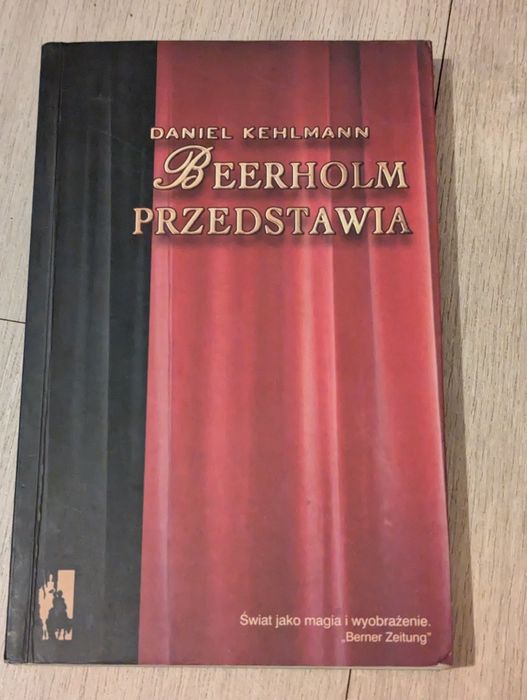 DANIEL KEHLMANN
BEERHOLM
PRZEDSTAWIA
Świat jako magia i wyobrażenie.
„Berner Zeitung"